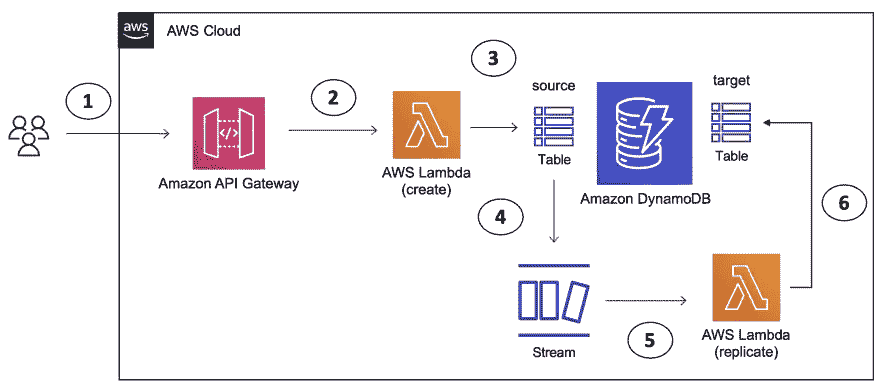 aws
AWS Cloud
1
2
3
source
target
</>
Table
Table
Amazon API Gateway
AWS Lambda
(create)
Amazon DynamoDB
4
6
5
Stream
AWS Lambda
(replicate)